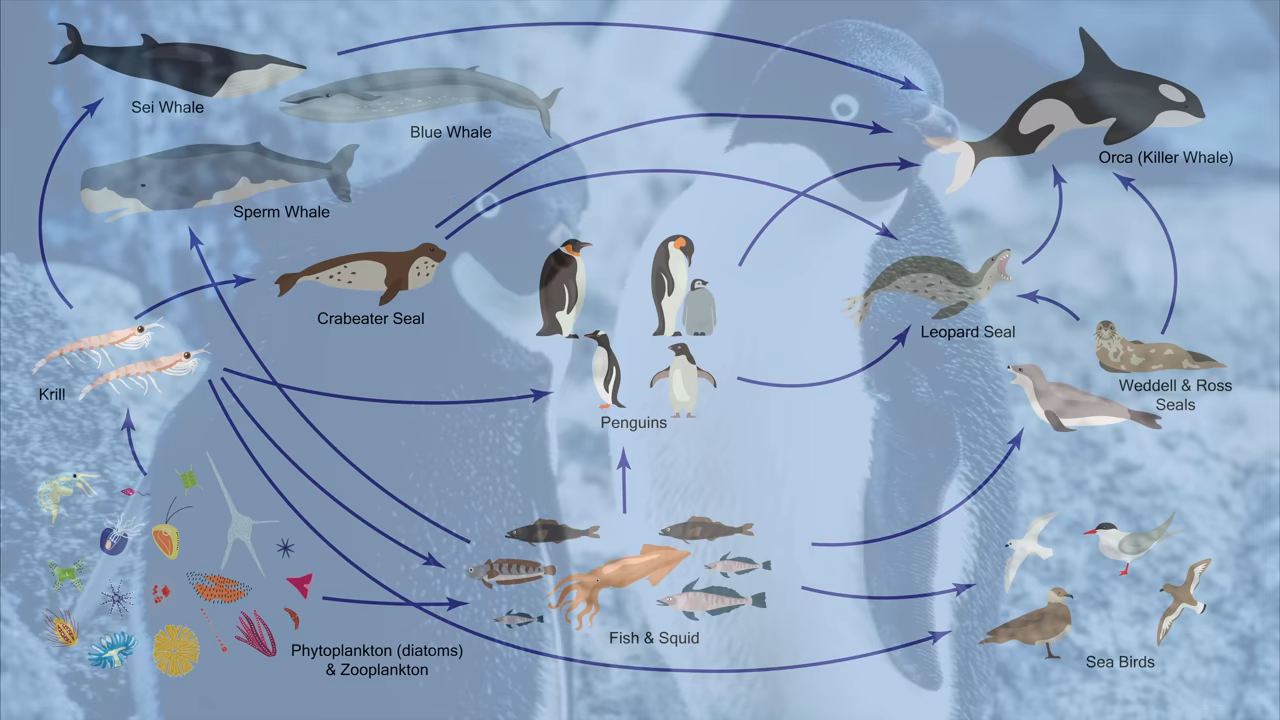 Sei Whale
Blue Whale
Orca (Killer Whale)
Sperm Whale
Crabeater Seal
Leopard Seal
Krill
Weddell & Ross
Seals
Penguins
Fish & Squid
Phytoplankton (diatoms)
& Zooplankton
Sea Birds